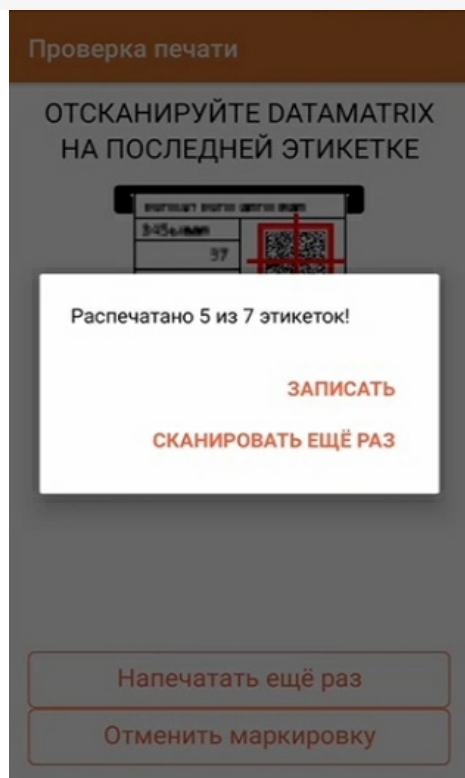 Проверка печати
ОТСКАНИРУЙТЕ DATAMATRIX
НА ПОСЛЕДНЕЙ ЭТИКЕТКЕ
37
Распечатано 5 из 7 этикеток!
ЗАПИСАТЬ
СКАНИРОВАТЬ ЕЩЁ РАЗ
Напечатать ещё раз
Отменить маркировку